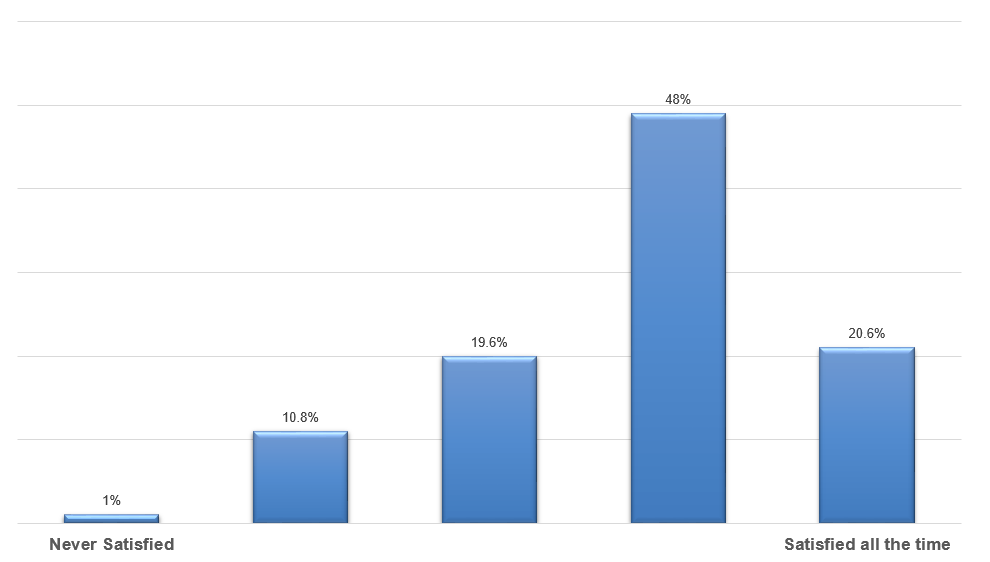 48%
20.6%
19.6%
10.8%
1%
Never Satisfied
Satisfied all the time